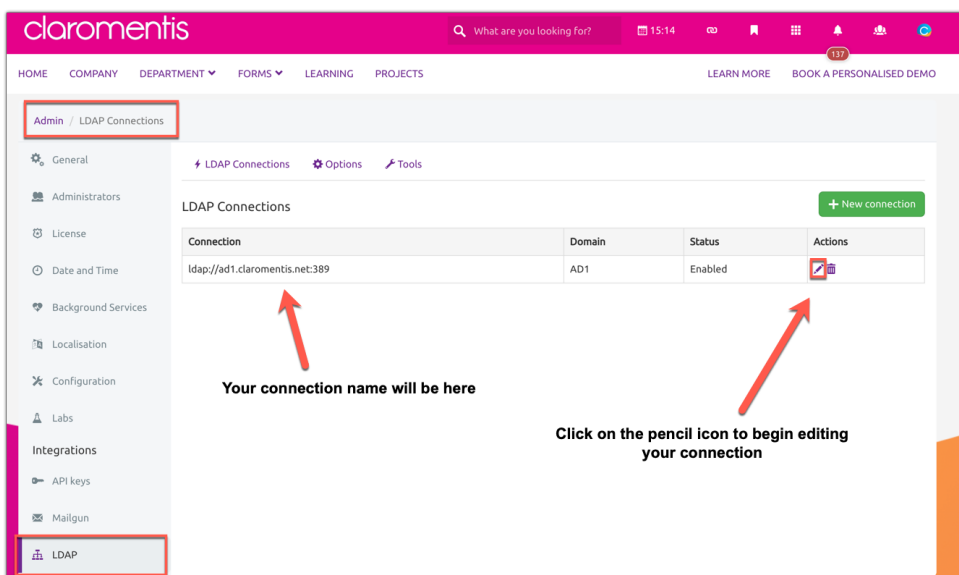 claromentis
What are you looking for?
15:14
137
HOME COMPANY DEPARTMENT FORMS LEARNING PROJECTS LEARN MORE BOOK A PERSONALISED DEMO
Admin / LDAP Connections
General
Administrators
License
Date and Time
Background Services
Localisation
Configuration
Labs
Integrations
API keys
Mailgun
LDAP
LDAP Connections Options Tools
LDAP Connections
+ New connection
Connection Domain Status Actions
ldap://ad1.claromentis.net:389 AD1 Enabled
Your connection name will be here
Click on the pencil icon to begin editing
your connection